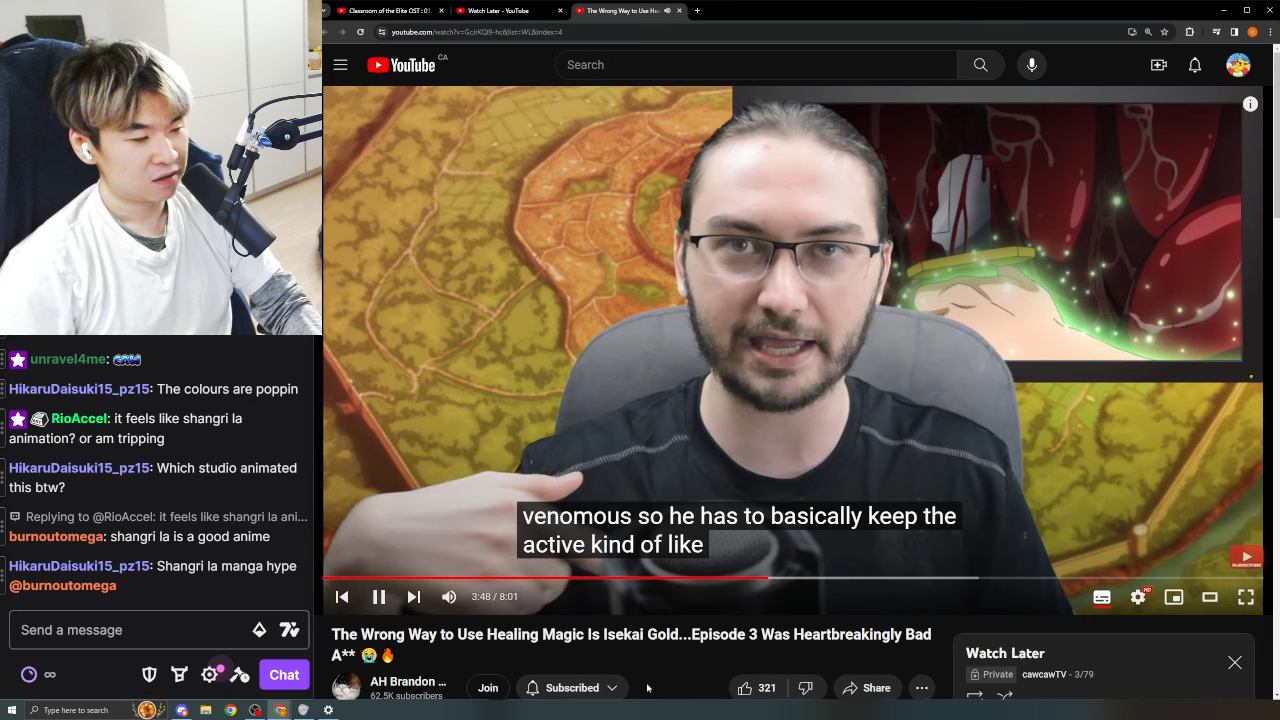 Classroom of the Elite OST : 01.
Watch Later - YouTube
The Wrong Way to Use Hea
youtube.com/watch?v=GcJrKQl9-hc&list=WL&index=4
YouTube CA
Search
unravel4me:
HikaruDaisuki15_pz15: The colours are poppin
RioAccel: it feels like shangri la
animation? or am tripping
HikaruDaisuki15_pz15: Which studio animated
this btw?
Replying to @RioAccel: it feels like shangri la ani...
burnoutomega: shangri la is a good anime
HikaruDaisuki15_pz15: Shangri la manga hype
@burnoutomega
Send a message
Chat
venomous so he has to basically keep the
active kind of like
SUBSCRIBE
3:48 / 8:01
HD
The Wrong Way to Use Healing Magic Is Isekai Gold...Episode 3 Was Heartbreakingly Bad
A** 😭🔥
AH Brandon ...
62.5K subscribers
Join
Subscribed
321
Share
Watch Later
Private cawcawTV - 3/79
Type here to search